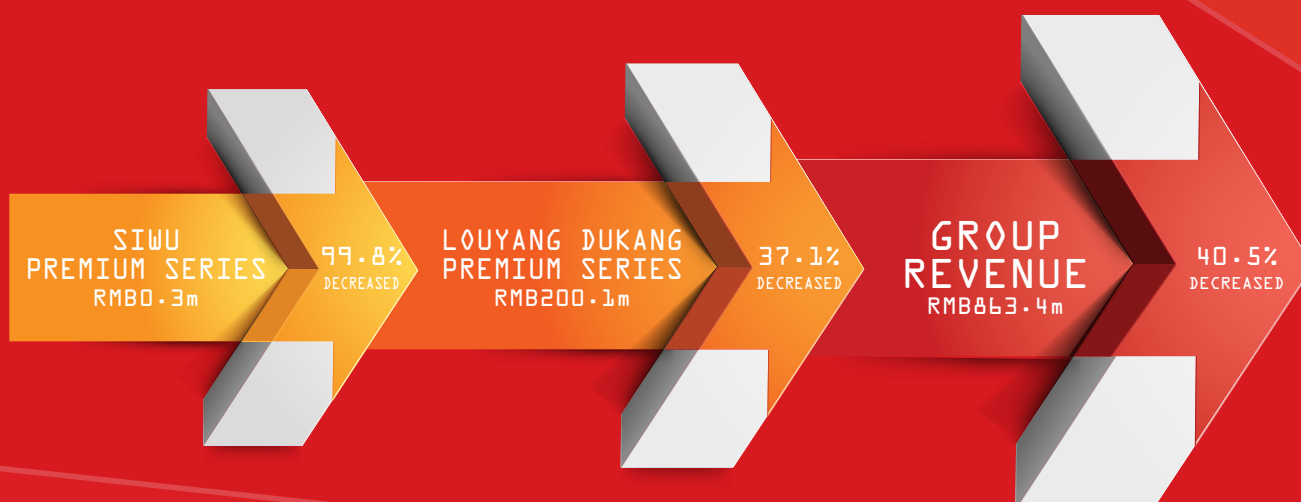 SIWU
PREMIUM SERIES
RMB0.3m
99.8%
DECREASED
LOUYANG DUKANG
PREMIUM SERIES
RMB200.1m
37.1%
DECREASED
GROUP
REVENUE
RMB863.4m
40.5%
DECREASED